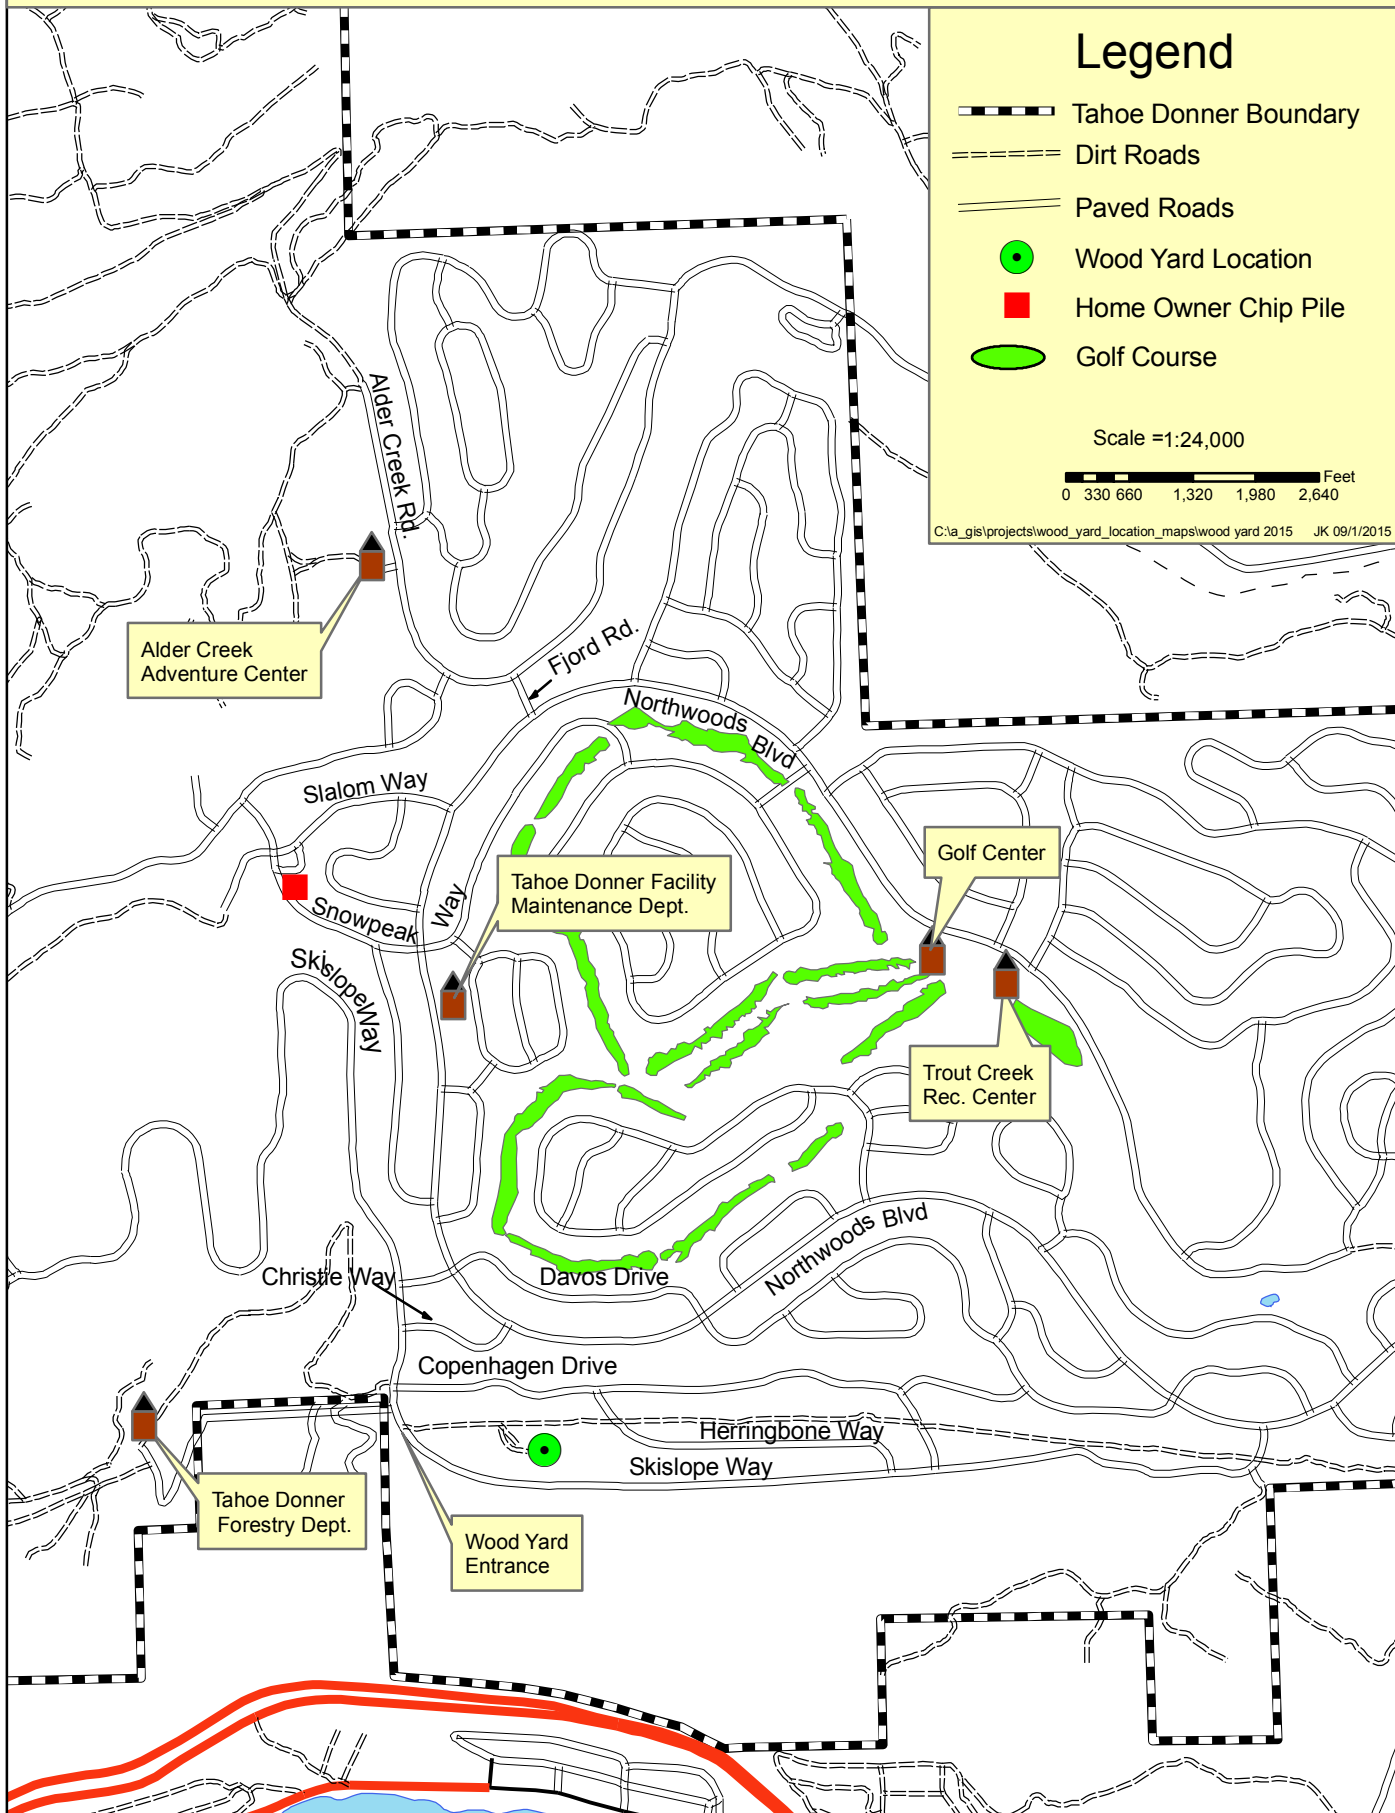 Legend
Tahoe Donner Boundary
Dirt Roads
Paved Roads
Wood Yard Location
Home Owner Chip Pile
Golf Course
Scale =1:24,000
Feet
0 330 660 1,320 1,980 2,640
C:\a_gis\projects\wood_yard_location_maps\wood yard 2015 JK 09/1/2015
Alder Creek Rd.
Alder Creek
Adventure Center
Fjord Rd.
Northwoods
Blvd
Slalom Way
Golf Center
Tahoe Donner Facility
Maintenance Dept.
Way
Snowpeak
SkislopeWay
Trout Creek
Rec. Center
Northwoods Blvd
Christie Way
Davos Drive
Copenhagen Drive
Herringbone Way
Skislope Way
Tahoe Donner
Forestry Dept.
Wood Yard
Entrance